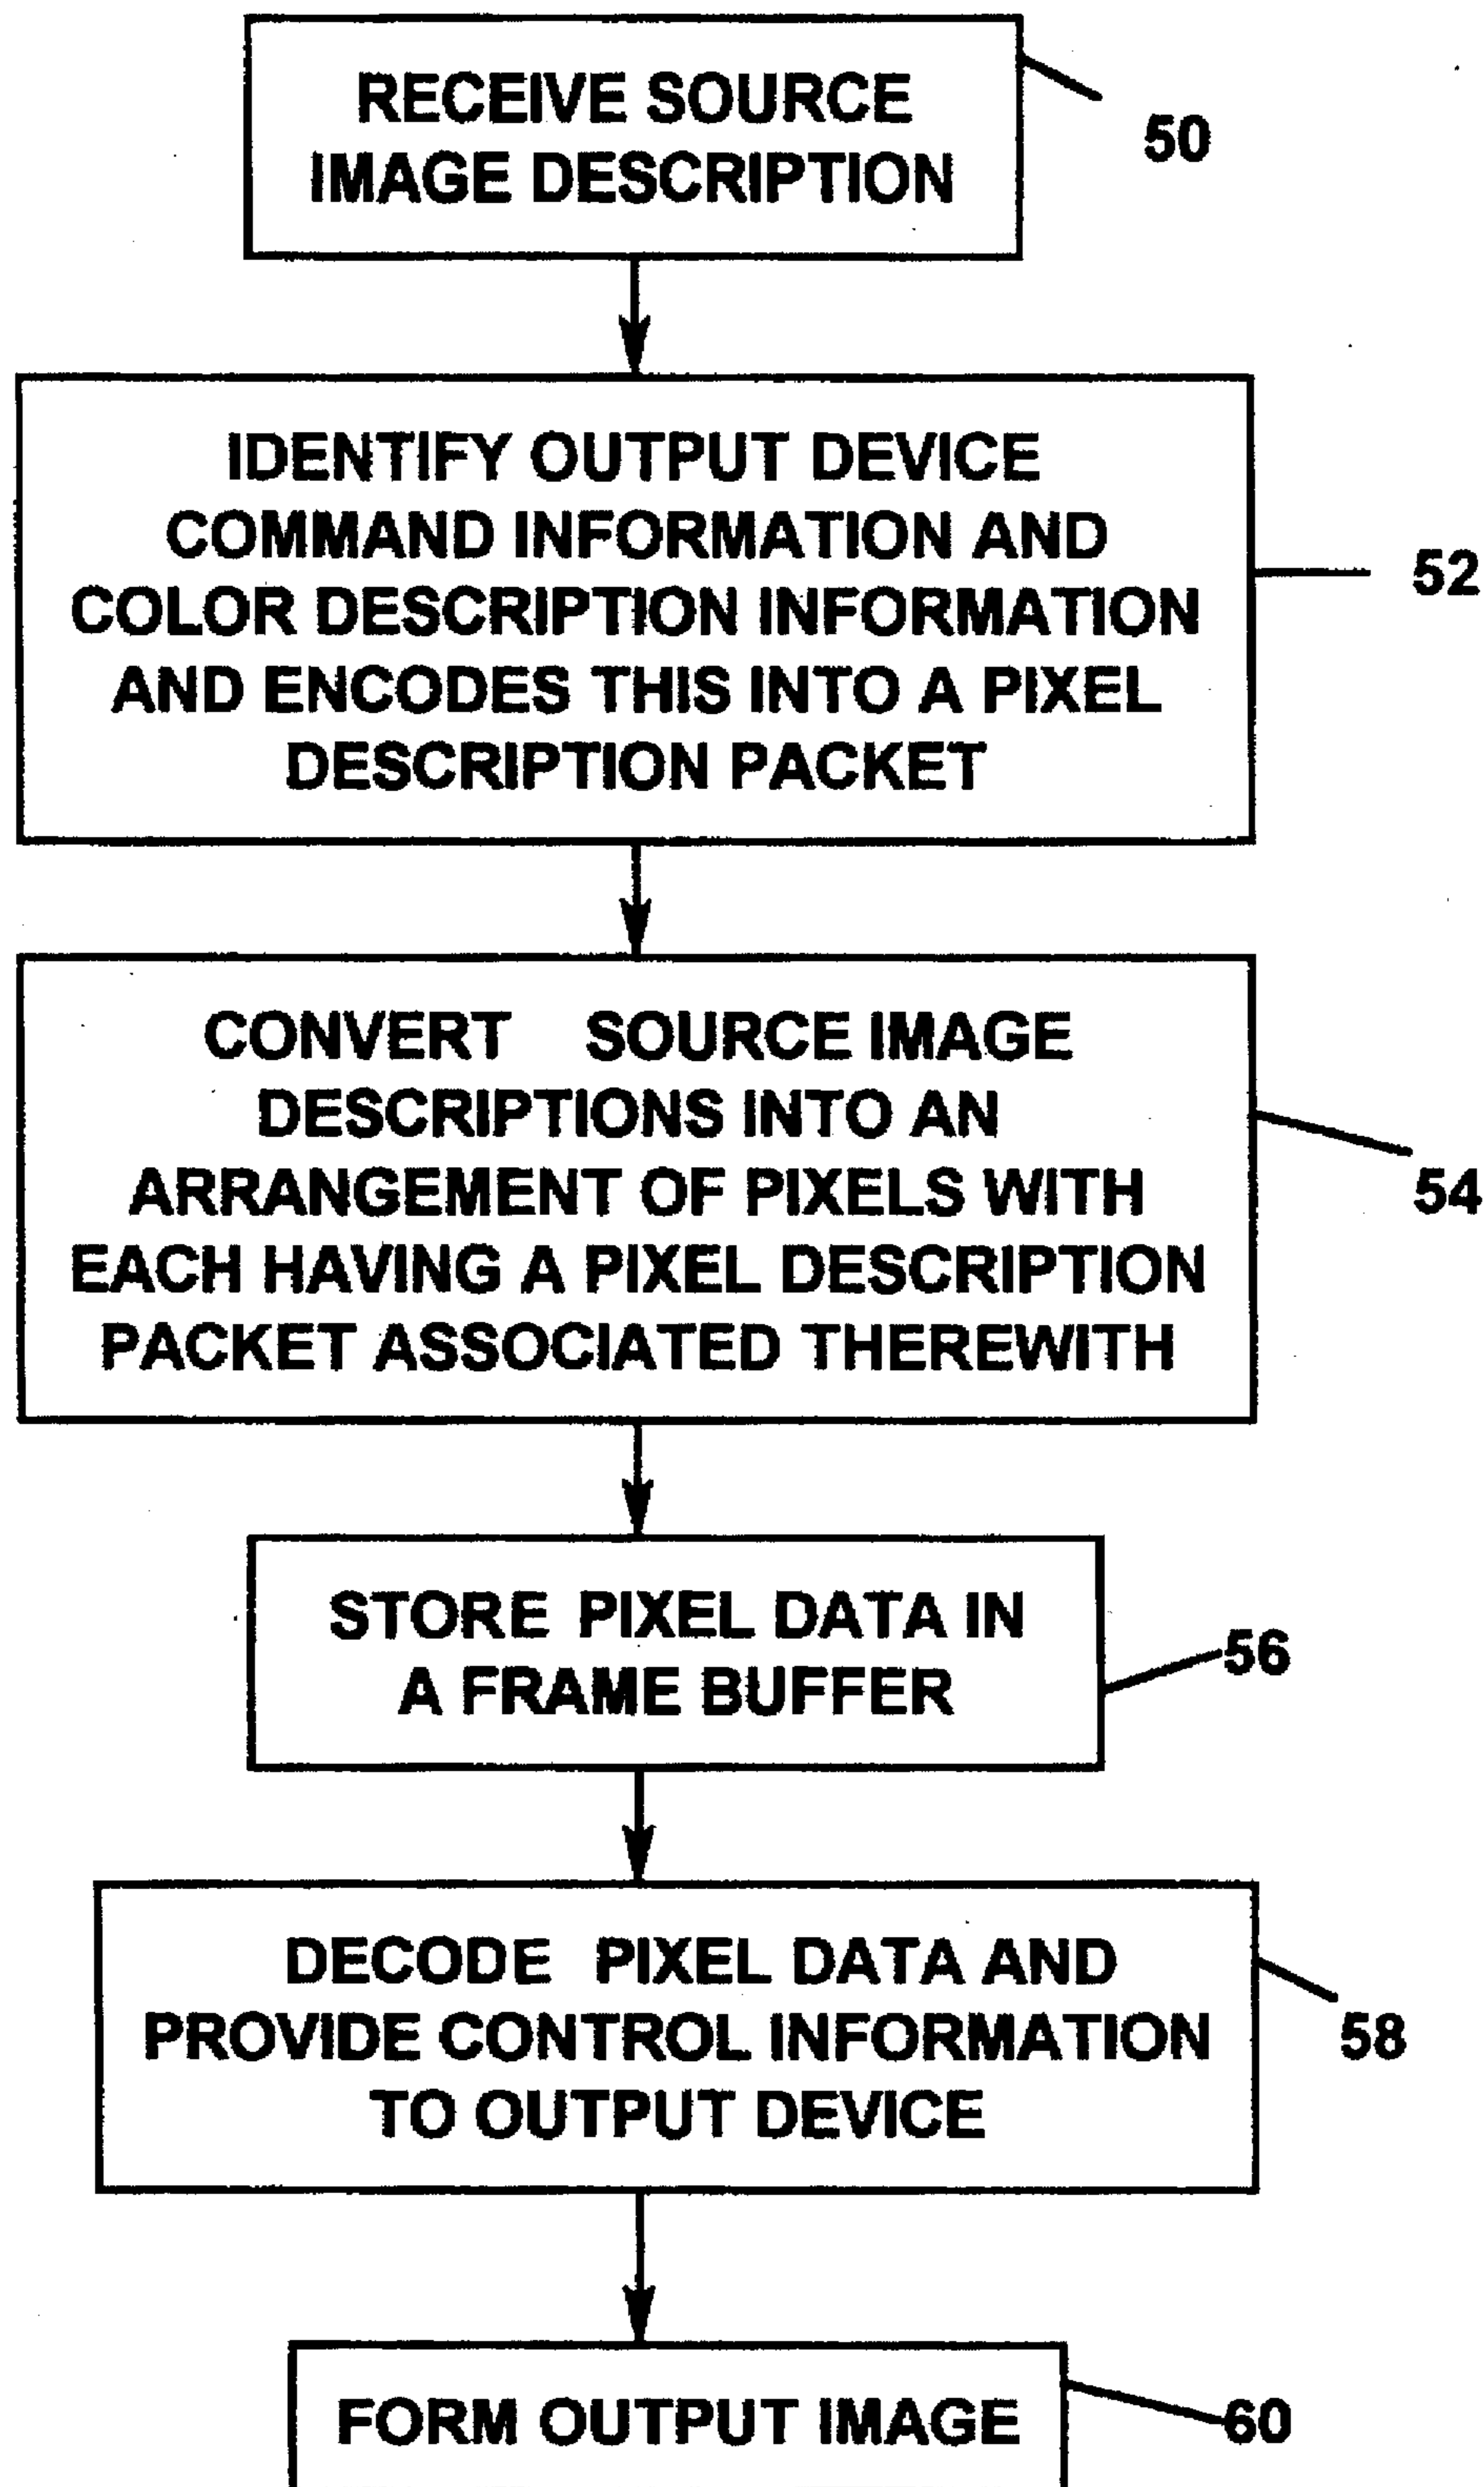 RECEIVE SOURCE
IMAGE DESCRIPTION
50
IDENTIFY OUTPUT DEVICE
COMMAND INFORMATION AND
COLOR DESCRIPTION INFORMATION
AND ENCODES THIS INTO A PIXEL
DESCRIPTION PACKET
52
CONVERT SOURCE IMAGE
DESCRIPTIONS INTO AN
ARRANGEMENT OF PIXELS WITH
EACH HAVING A PIXEL DESCRIPTION
PACKET ASSOCIATED THEREWITH
54
STORE PIXEL DATA IN
A FRAME BUFFER
56
DECODE PIXEL DATA AND
PROVIDE CONTROL INFORMATION
TO OUTPUT DEVICE
58
FORM OUTPUT IMAGE
60